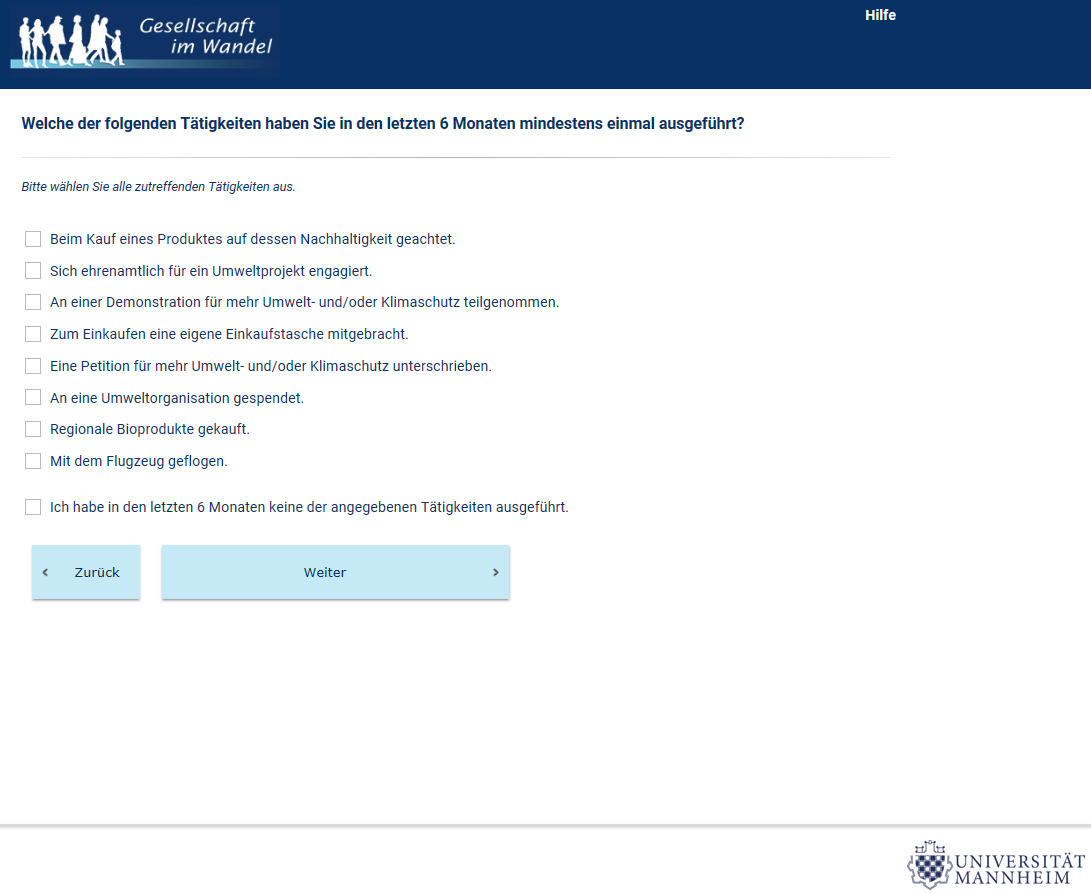 Gesellschaft
im Wandel
Hilfe
Welche der folgenden Tätigkeiten haben Sie in den letzten 6 Monaten mindestens einmal ausgeführt?
Bitte wählen Sie alle zutreffenden Tätigkeiten aus.
Beim Kauf eines Produktes auf dessen Nachhaltigkeit geachtet.
Sich ehrenamtlich für ein Umweltprojekt engagiert.
An einer Demonstration für mehr Umwelt- und/oder Klimaschutz teilgenommen.
Zum Einkaufen eine eigene Einkaufstasche mitgebracht.
Eine Petition für mehr Umwelt- und/oder Klimaschutz unterschrieben.
An eine Umweltorganisation gespendet.
Regionale Bioprodukte gekauft.
Mit dem Flugzeug geflogen.
Ich habe in den letzten 6 Monaten keine der angegebenen Tätigkeiten ausgeführt.
‹ Zurück
Weiter ›
UNIVERSITÄT
MANNHEIM